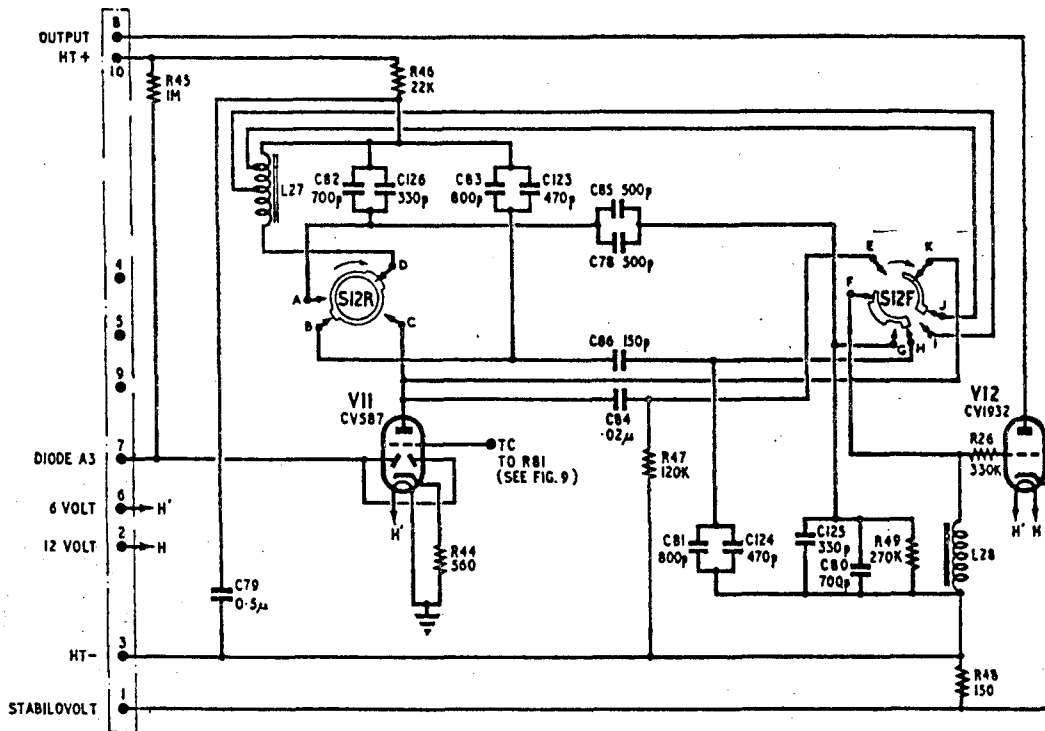 8
OUTPUT
HT+
10
R45
1M
R46
22K
L27
C82
700p
C126
330p
C83
800p
C123
470p
C85 500p
C78 500p
4
5
9
A
B
C
D
S12R
E
K
F
S12F
J
I
G
H
C86 150p
C84
·02µ
V11
CV587
TC
TO R81
(SEE FIG. 9)
R47
120K
V12
CV1932
R26
330K
7
DIODE A3
6
6 VOLT
H'
2
12 VOLT
H
H'
R44
560
C79
0·5µ
C81
800p
C124
470p
C125
330p
C80
700p
R49
270K
L28
H'
H
3
HT-
R48
150
1
STABILOVOLT